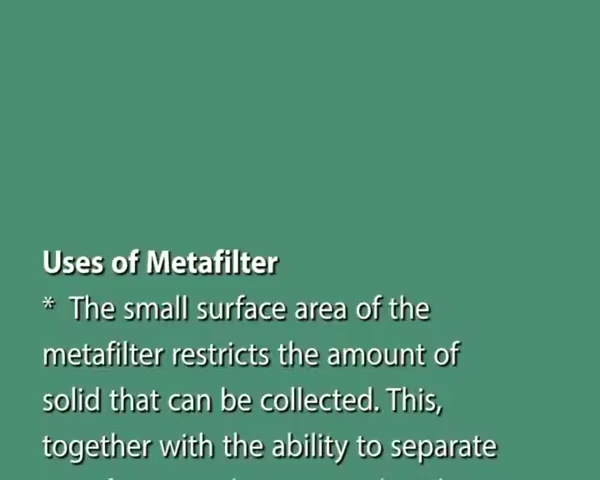 Uses of Metafilter
* The small surface area of the
metafilter restricts the amount of
solid that can be collected. This,
together with the ability to separate